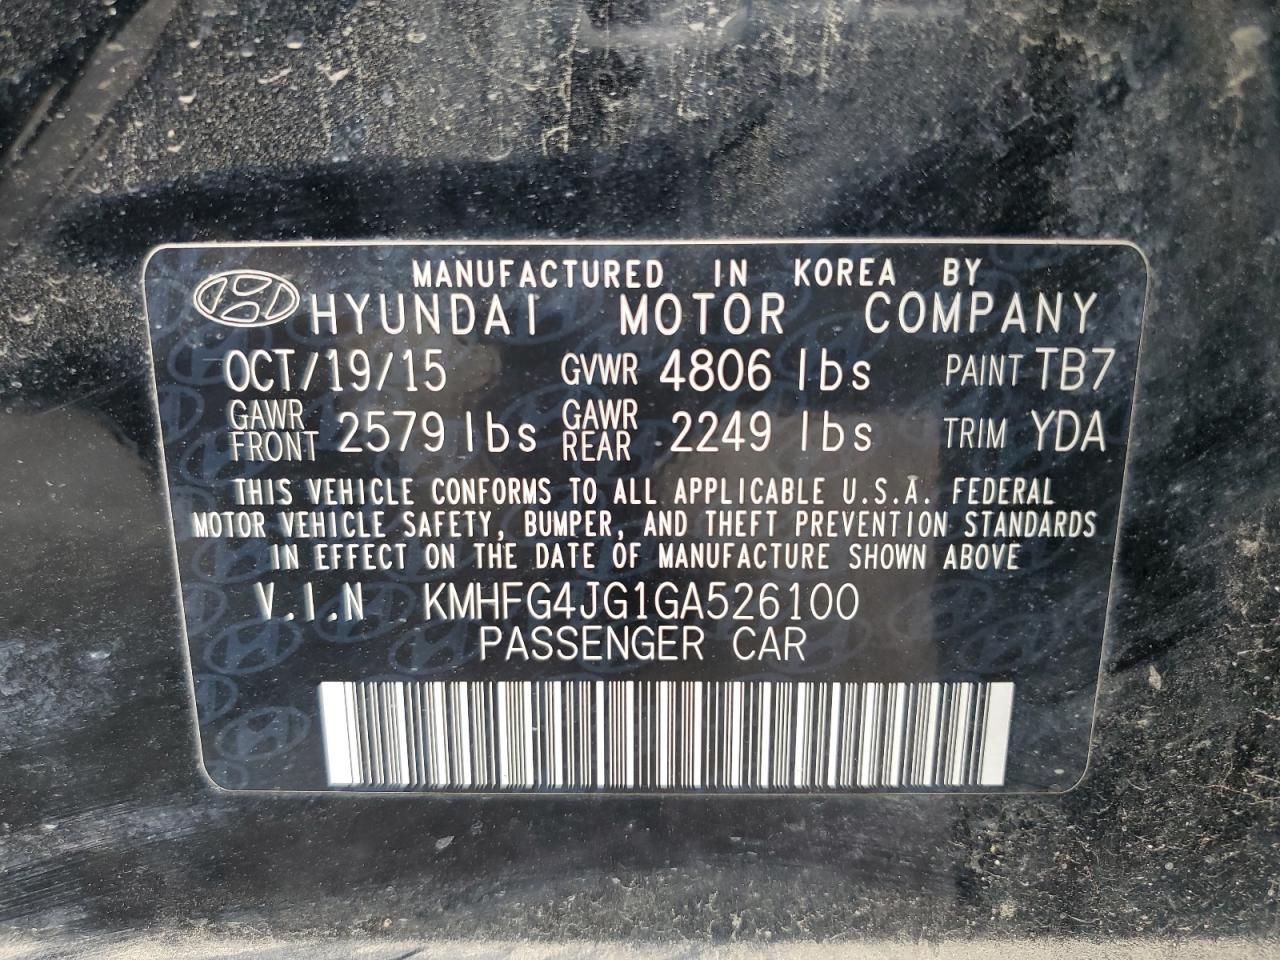 MANUFACTURED IN KOREA BY
HYUNDAI MOTOR COMPANY
OCT/19/15 GVWR 4806 lbs PAINT TB7
GAWR FRONT 2579 lbs GAWR REAR 2249 lbs TRIM YDA
THIS VEHICLE CONFORMS TO ALL APPLICABLE U.S.A. FEDERAL
MOTOR VEHICLE SAFETY, BUMPER, AND THEFT PREVENTION STANDARDS
IN EFFECT ON THE DATE OF MANUFACTURE SHOWN ABOVE
V.I.N KMHFG4JG1GA526100
PASSENGER CAR